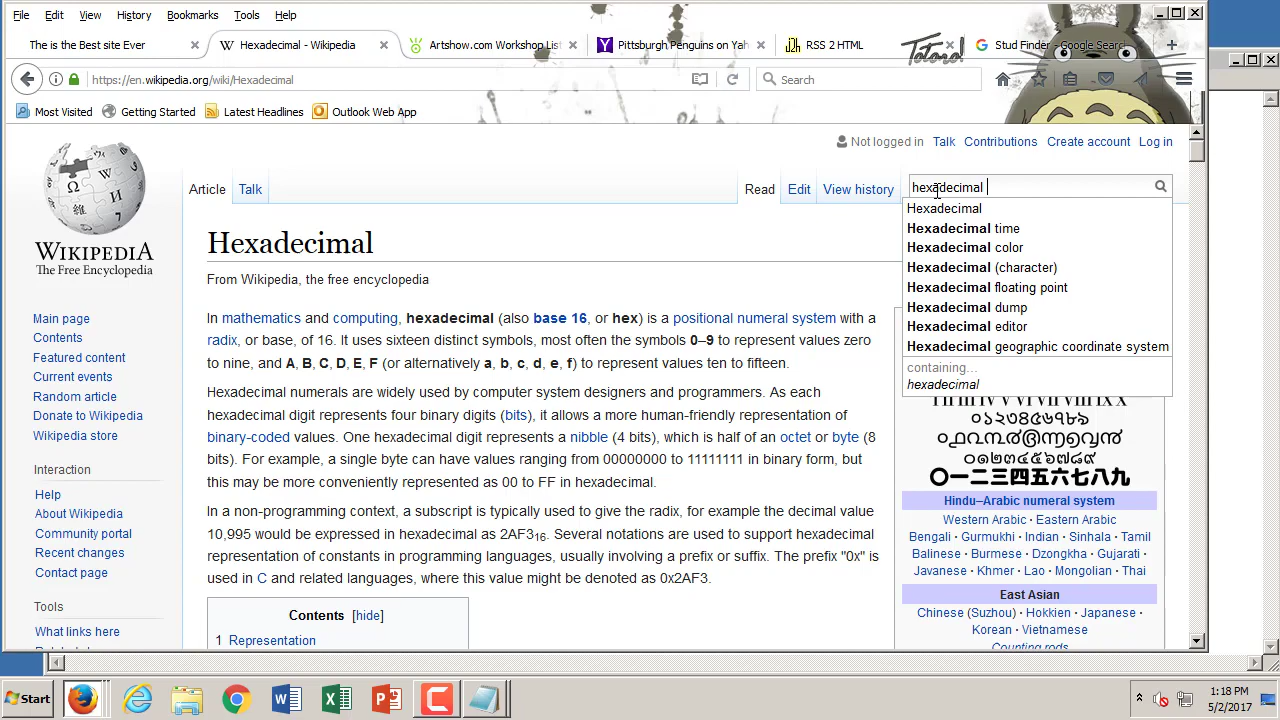 File Edit View History Bookmarks Tools Help
The is the Best site Ever
Hexadecimal - Wikipedia
Artshow.com Workshop List
Pittsburgh Penguins on Yah
RSS 2 HTML
Totoro!
Stud Finder - Google Search
https://en.wikipedia.org/wiki/Hexadecimal
Search
Most Visited Getting Started Latest Headlines Outlook Web App
Not logged in Talk Contributions Create account Log in
Article Talk Read Edit View history
hexadecimal
Hexadecimal
Hexadecimal time
Hexadecimal color
Hexadecimal (character)
Hexadecimal floating point
Hexadecimal dump
Hexadecimal editor
Hexadecimal geographic coordinate system
containing...
hexadecimal
WIKIPEDIA
The Free Encyclopedia
Main page
Contents
Featured content
Current events
Random article
Donate to Wikipedia
Wikipedia store
Interaction
Help
About Wikipedia
Community portal
Recent changes
Contact page
Tools
What links here
Hexadecimal
From Wikipedia, the free encyclopedia
In mathematics and computing, hexadecimal (also base 16, or hex) is a positional numeral system with a
radix, or base, of 16. It uses sixteen distinct symbols, most often the symbols 0–9 to represent values zero
to nine, and A, B, C, D, E, F (or alternatively a, b, c, d, e, f) to represent values ten to fifteen.
Hexadecimal numerals are widely used by computer system designers and programmers. As each
hexadecimal digit represents four binary digits (bits), it allows a more human-friendly representation of
binary-coded values. One hexadecimal digit represents a nibble (4 bits), which is half of an octet or byte (8
bits). For example, a single byte can have values ranging from 00000000 to 11111111 in binary form, but
this may be more conveniently represented as 00 to FF in hexadecimal.
In a non-programming context, a subscript is typically used to give the radix, for example the decimal value
10,995 would be expressed in hexadecimal as 2AF3₁₆. Several notations are used to support hexadecimal
representation of constants in programming languages, usually involving a prefix or suffix. The prefix "0x" is
used in C and related languages, where this value might be denoted as 0x2AF3.
Contents [hide]
1 Representation
〇一二三四五六七八九
Hindu–Arabic numeral system
Western Arabic · Eastern Arabic
Bengali · Gurmukhi · Indian · Sinhala · Tamil
Balinese · Burmese · Dzongkha · Gujarati ·
Javanese · Khmer · Lao · Mongolian · Thai
East Asian
Chinese (Suzhou) · Hokkien · Japanese ·
Korean · Vietnamese
Counting rods
Start
1:18 PM
5/2/2017